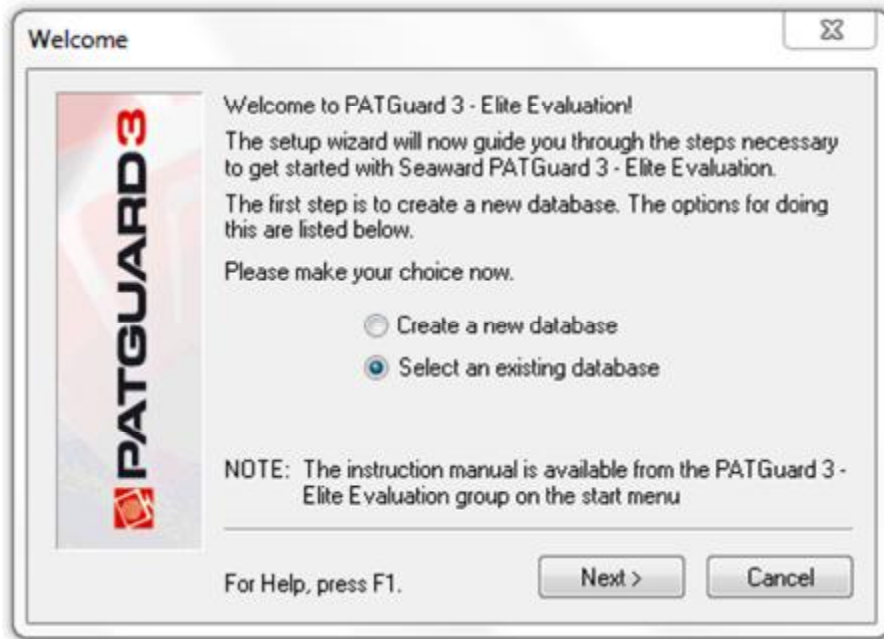 Welcome
PATGUARD3
Welcome to PATGuard 3 - Elite Evaluation!
The setup wizard will now guide you through the steps necessary
to get started with Seaward PATGuard 3 - Elite Evaluation.
The first step is to create a new database. The options for doing
this are listed below.
Please make your choice now.
Create a new database
Select an existing database
NOTE: The instruction manual is available from the PATGuard 3 -
Elite Evaluation group on the start menu
For Help, press F1.
Next >
Cancel